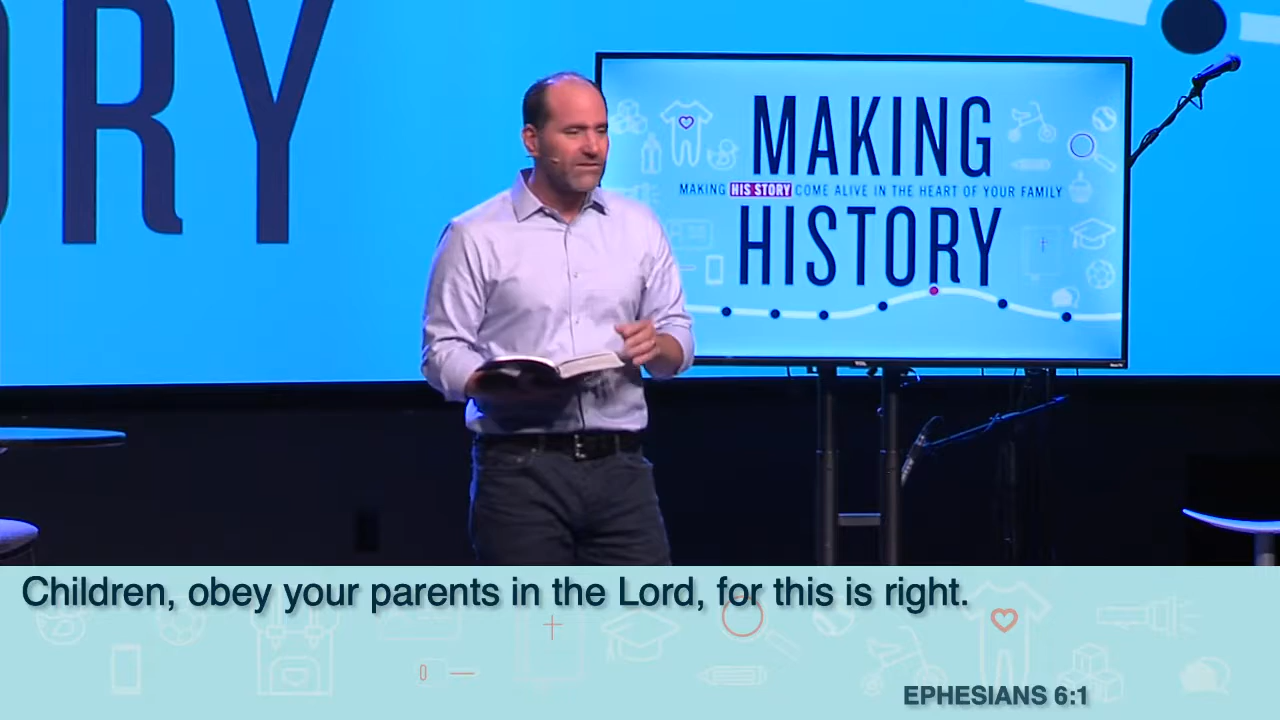 ORY
MAKING
MAKING HIS STORY COME ALIVE IN THE HEART OF YOUR FAMILY
HISTORY
Children, obey your parents in the Lord, for this is right.
EPHESIANS 6:1